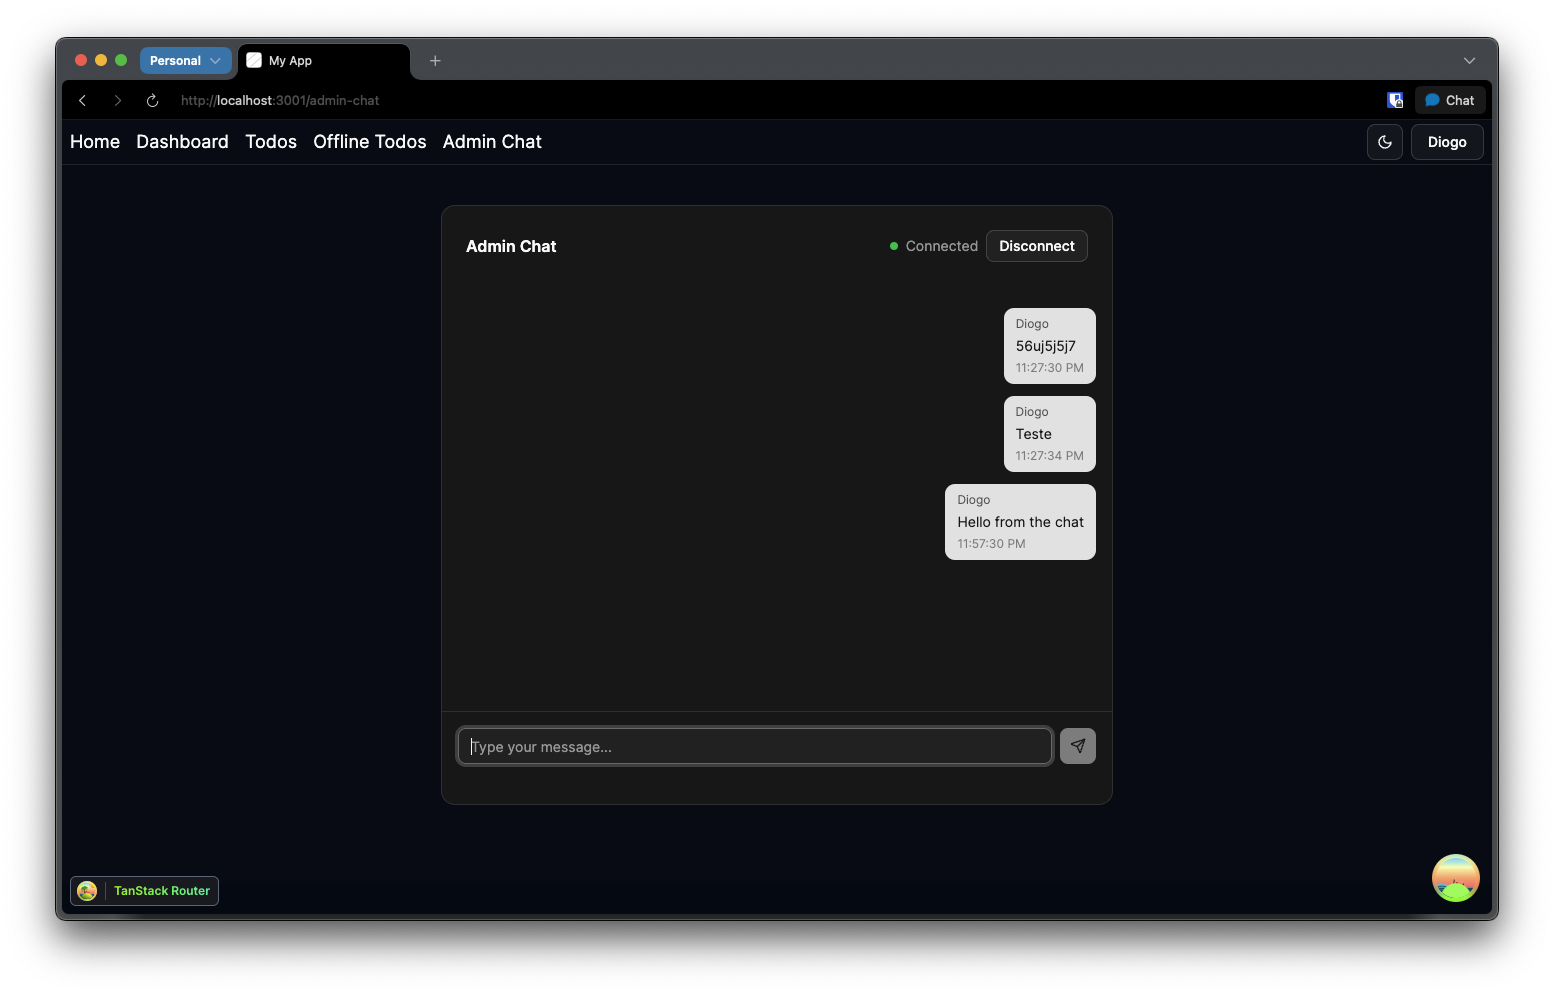 Personal
My App
http://localhost:3001/admin-chat
Chat
Home Dashboard Todos Offline Todos Admin Chat
Diogo
Admin Chat
Connected
Disconnect
Diogo
56uj5j5j7
11:27:30 PM
Diogo
Teste
11:27:34 PM
Diogo
Hello from the chat
11:57:30 PM
Type your message...
TanStack Router